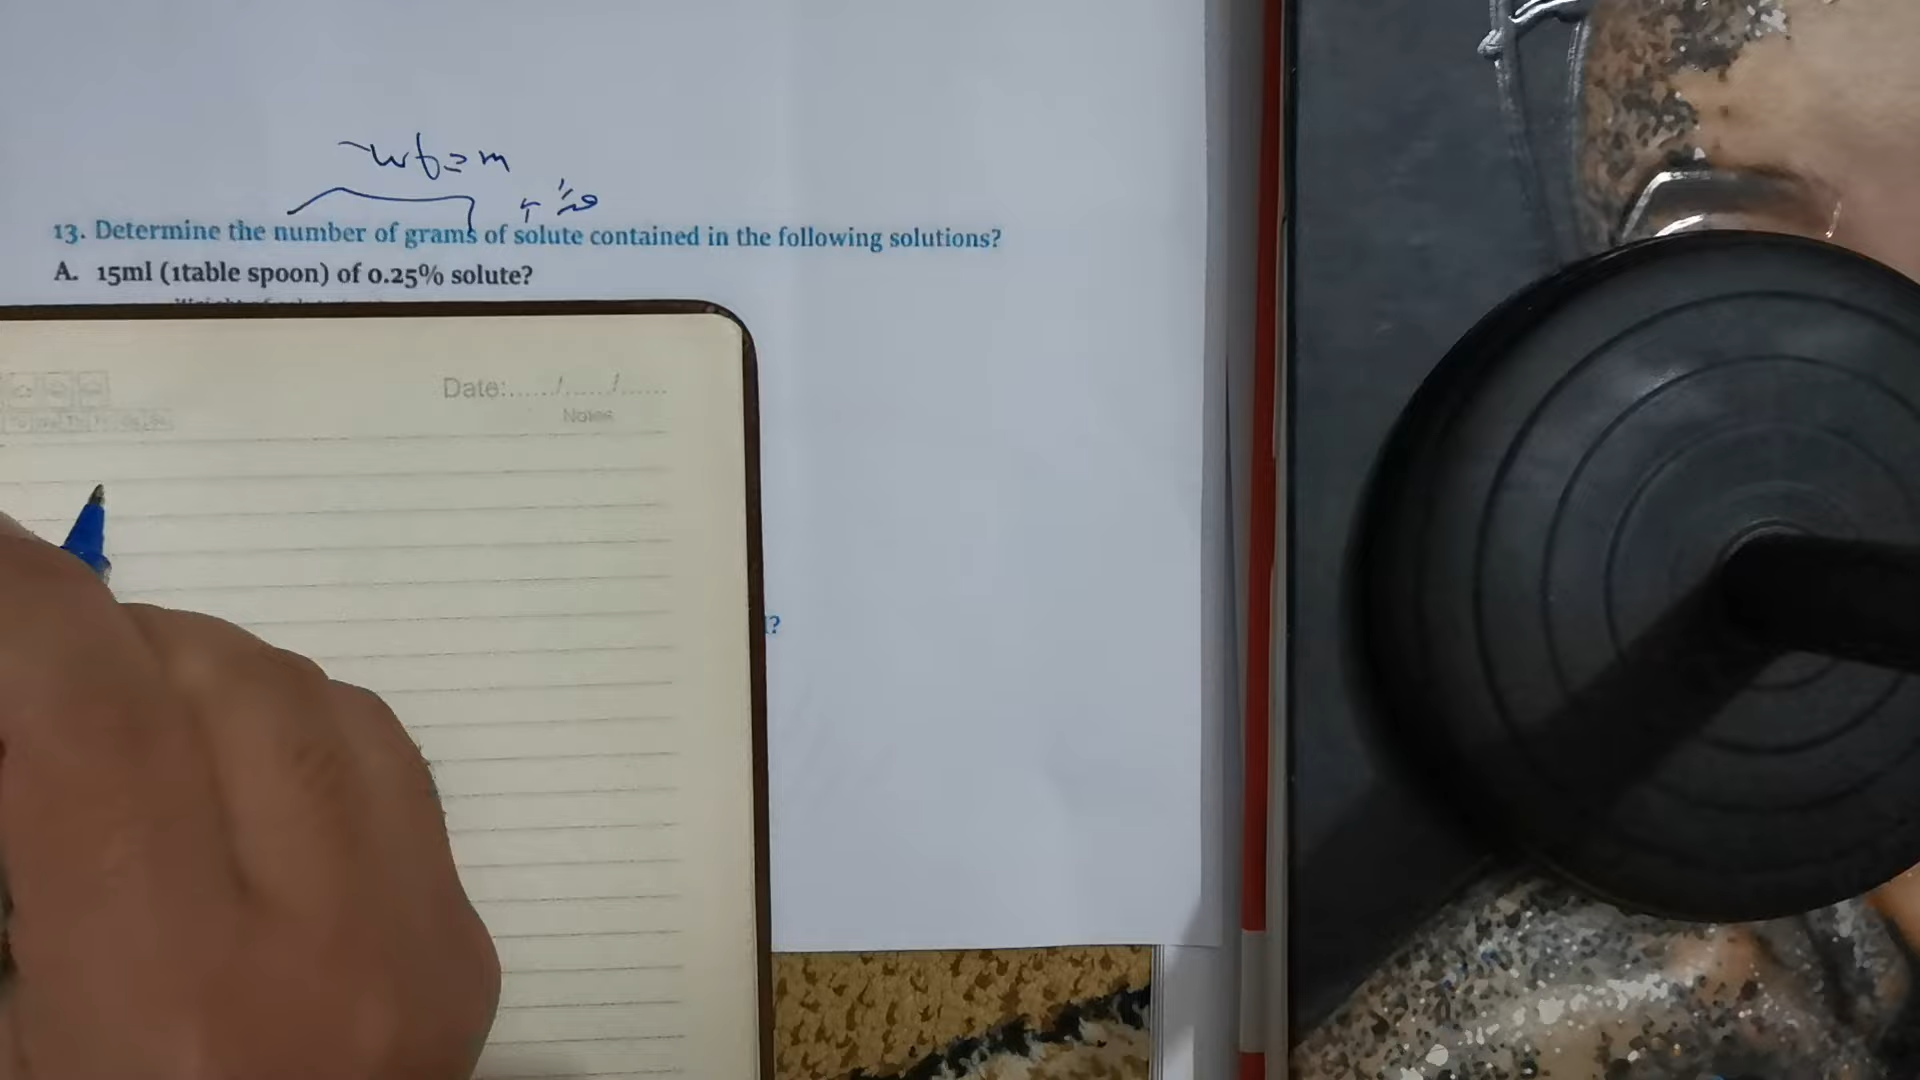 wt = m
13. Determine the number of grams of solute contained in the following solutions?
A. 15ml (1table spoon) of 0.25% solute?
Date:....../....../......
Notes
?